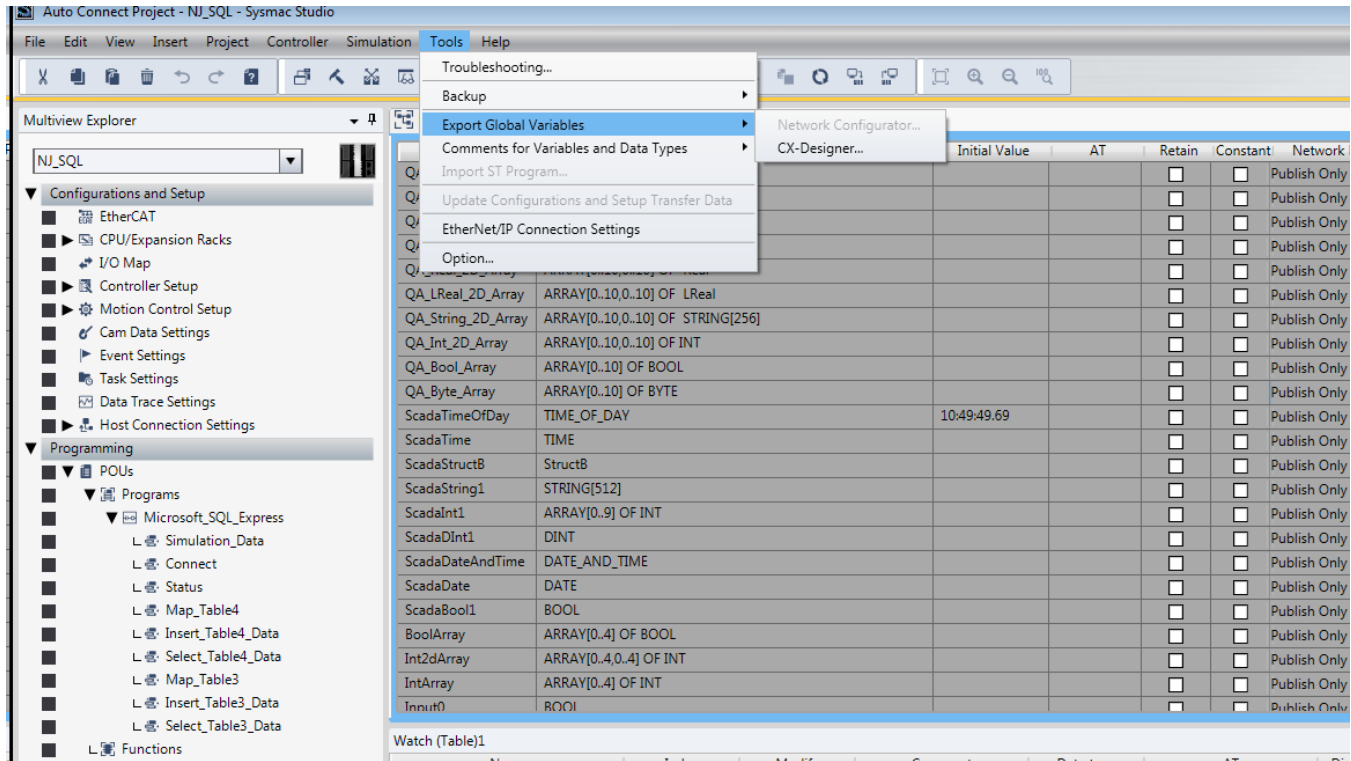 Auto Connect Project - NJ_SQL - Sysmac Studio
File Edit View Insert Project Controller Simulation Tools Help
Troubleshooting...
Backup
Export Global Variables
Comments for Variables and Data Types
Import ST Program...
Update Configurations and Setup Transfer Data
EtherNet/IP Connection Settings
Option...
Network Configurator...
CX-Designer...
Multiview Explorer
NJ_SQL
Configurations and Setup
EtherCAT
CPU/Expansion Racks
I/O Map
Controller Setup
Motion Control Setup
Cam Data Settings
Event Settings
Task Settings
Data Trace Settings
Host Connection Settings
Programming
POUs
Programs
Microsoft_SQL_Express
Simulation_Data
Connect
Status
Map_Table4
Insert_Table4_Data
Select_Table4_Data
Map_Table3
Insert_Table3_Data
Select_Table3_Data
Functions
Initial Value AT Retain Constant Network
Publish Only
Publish Only
Publish Only
Publish Only
Publish Only
QA_LReal_2D_Array ARRAY[0..10,0..10] OF LReal Publish Only
QA_String_2D_Array ARRAY[0..10,0..10] OF STRING[256] Publish Only
QA_Int_2D_Array ARRAY[0..10,0..10] OF INT Publish Only
QA_Bool_Array ARRAY[0..10] OF BOOL Publish Only
QA_Byte_Array ARRAY[0..10] OF BYTE Publish Only
ScadaTimeOfDay TIME_OF_DAY 10:49:49.69 Publish Only
ScadaTime TIME Publish Only
ScadaStructB StructB Publish Only
ScadaString1 STRING[512] Publish Only
ScadaInt1 ARRAY[0..9] OF INT Publish Only
ScadaDInt1 DINT Publish Only
ScadaDateAndTime DATE_AND_TIME Publish Only
ScadaDate DATE Publish Only
ScadaBool1 BOOL Publish Only
BoolArray ARRAY[0..4] OF BOOL Publish Only
Int2dArray ARRAY[0..4,0..4] OF INT Publish Only
IntArray ARRAY[0..4] OF INT Publish Only
Input0 BOOL Publish Only
Watch (Table)1